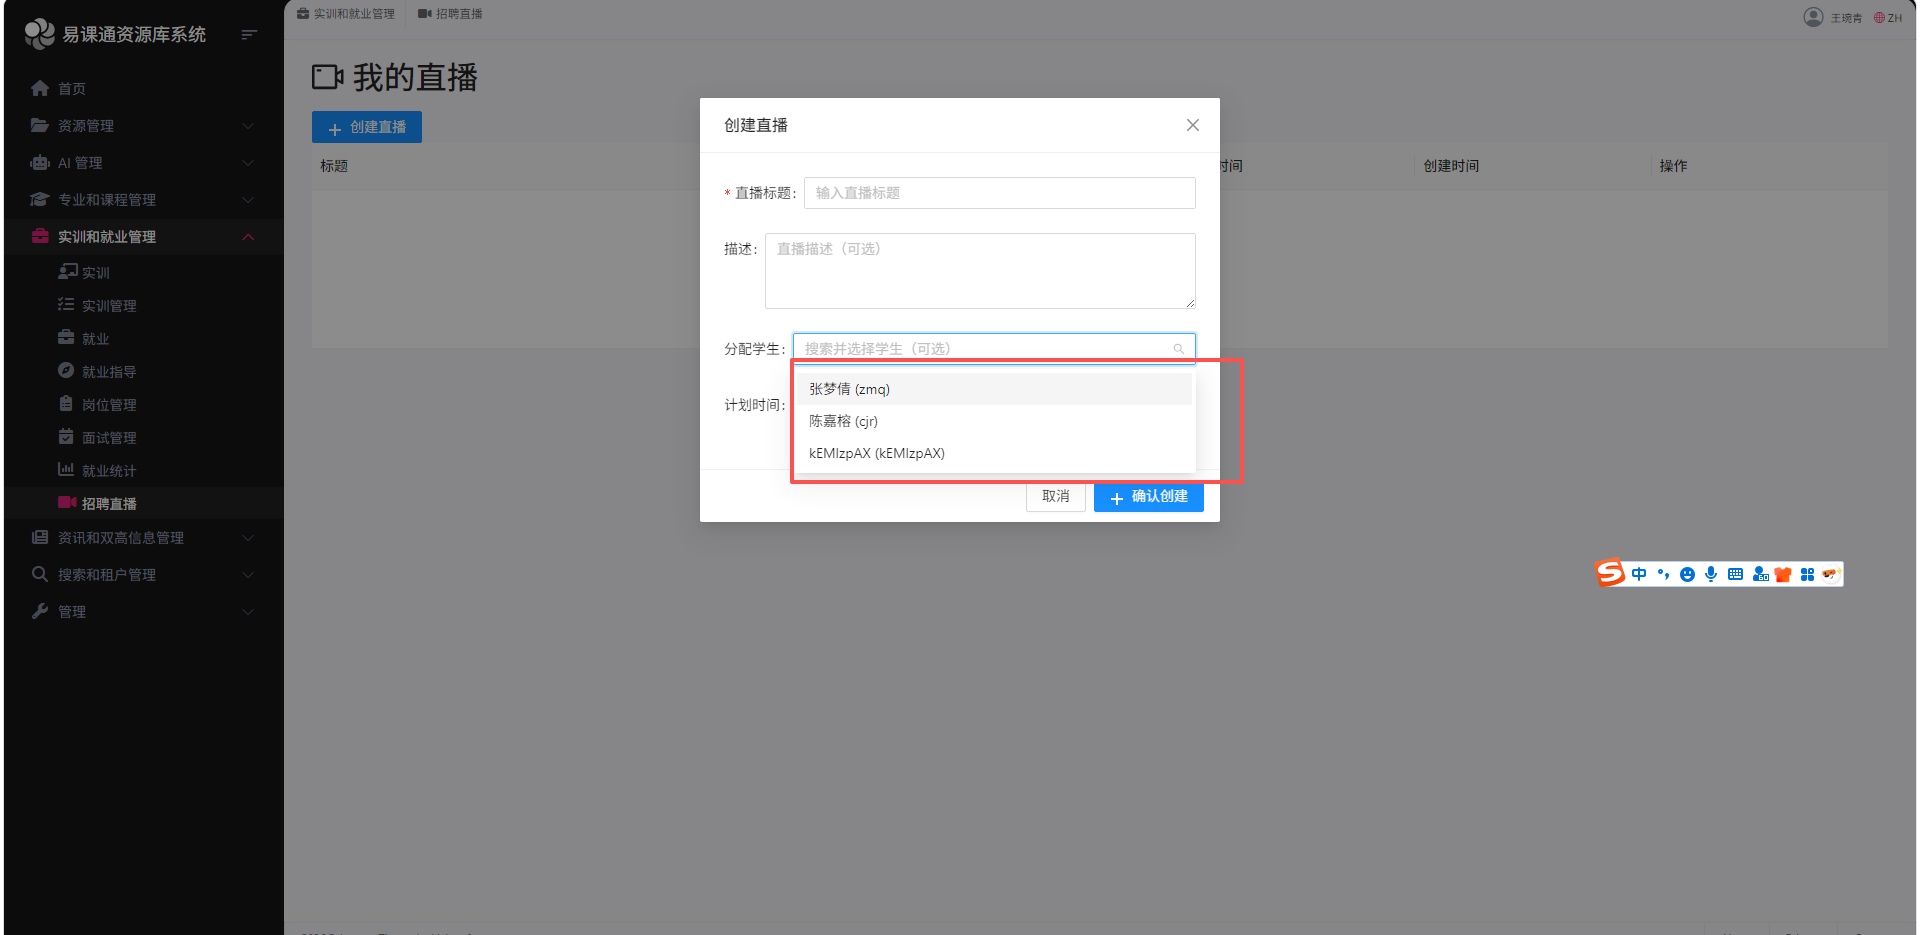 易课通资源库系统
首页
资源管理
AI 管理
专业和课程管理
实训和就业管理
实训
实训管理
就业
就业指导
岗位管理
面试管理
就业统计
招聘直播
资讯和双高信息管理
搜索和租户管理
管理
实训和就业管理
招聘直播
王琬青
ZH
我的直播
创建直播
标题
时间
创建时间
操作
创建直播
* 直播标题:
输入直播标题
描述:
直播描述（可选）
分配学生:
搜索并选择学生（可选）
张梦倩 (zmq)
陈嘉榕 (cjr)
kEMIzpAX (kEMIzpAX)
计划时间:
取消
确认创建
中